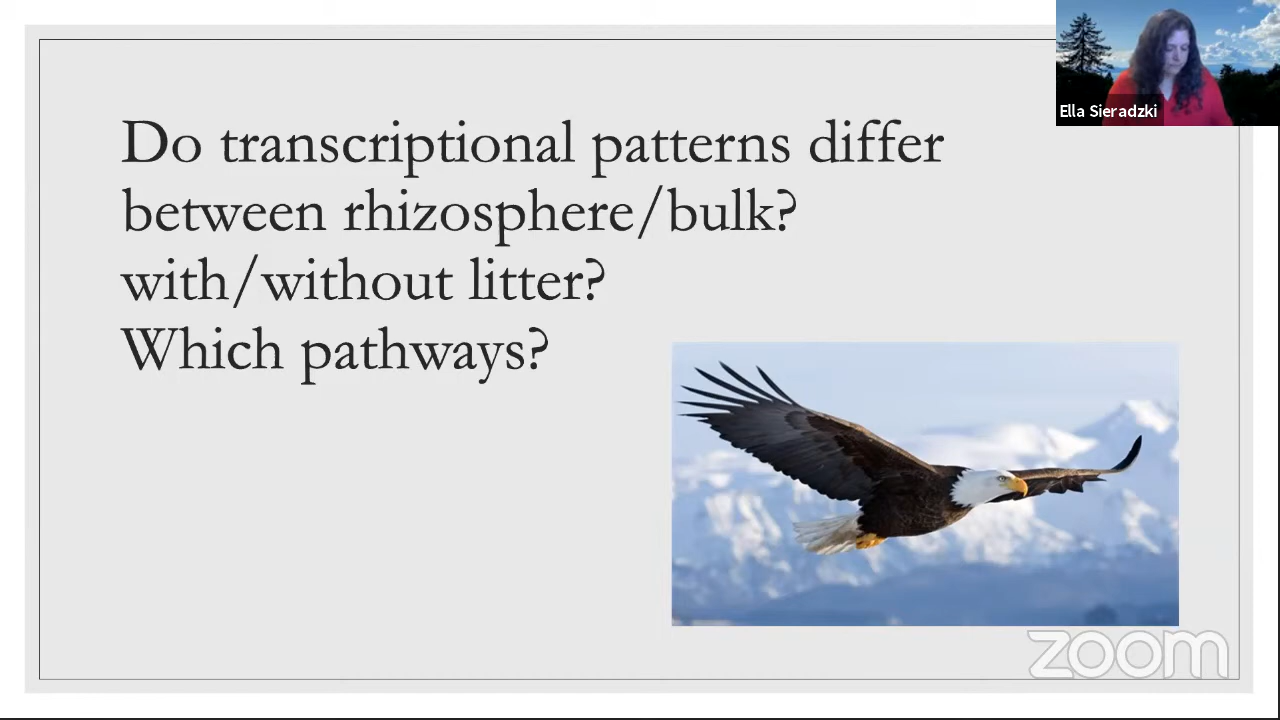 Do transcriptional patterns differ
between rhizosphere/bulk?
with/without litter?
Which pathways?
Ella Sieradzki
zoom